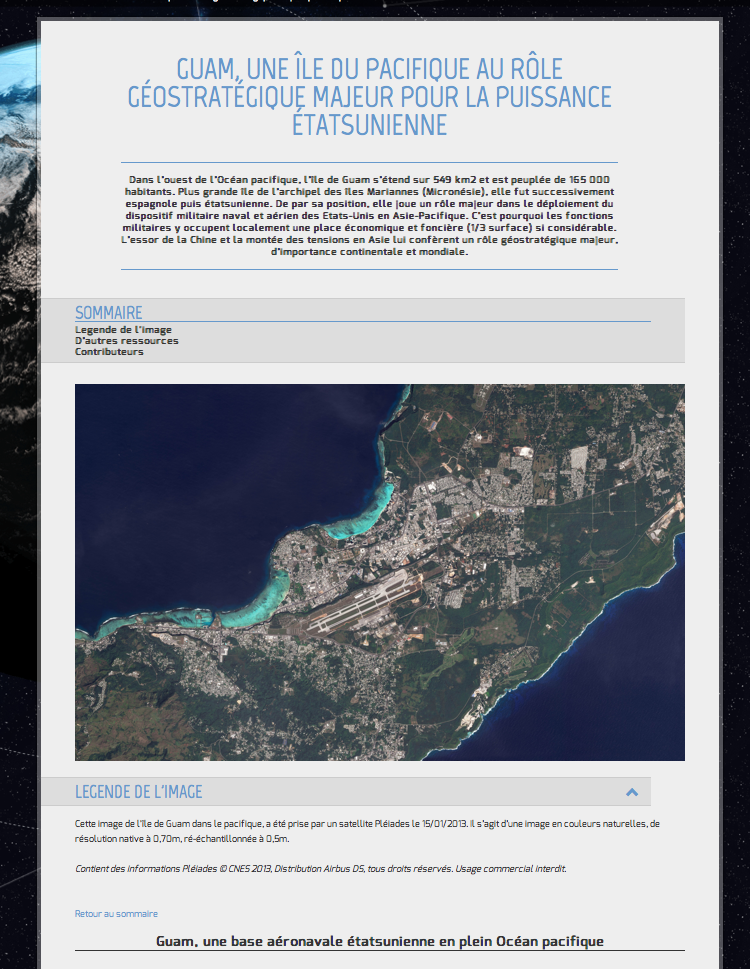 GUAM, UNE ÎLE DU PACIFIQUE AU RÔLE
GÉOSTRATÉGIQUE MAJEUR POUR LA PUISSANCE
ÉTATSUNIENNE
Dans l'ouest de l'Océan pacifique, l'île de Guam s'étend sur 549 km2 et est peuplée de 165 000
habitants. Plus grande île de l'archipel des îles Mariannes (Micronésie), elle fut successivement
espagnole puis étatsunienne. De par sa position, elle joue un rôle majeur dans le déploiement du
dispositif militaire naval et aérien des Etats-Unis en Asie-Pacifique. C'est pourquoi les fonctions
militaires y occupent localement une place économique et foncière (1/3 surface) si considérable.
L'essor de la Chine et la montée des tensions en Asie lui confèrent un rôle géostratégique majeur,
d'importance continentale et mondiale.
SOMMAIRE
Legende de l'image
D'autres ressources
Contributeurs
LEGENDE DE L'IMAGE
Cette image de l'île de Guam dans le pacifique, a été prise par un satellite Pléiades le 15/01/2013. Il s'agit d'une image en couleurs naturelles, de
résolution native à 0,70m, ré-échantillonnée à 0,5m.
Contient des informations Pléiades © CNES 2013, Distribution Airbus DS, tous droits réservés. Usage commercial interdit.
Retour au sommaire
Guam, une base aéronavale étatsunienne en plein Océan pacifique